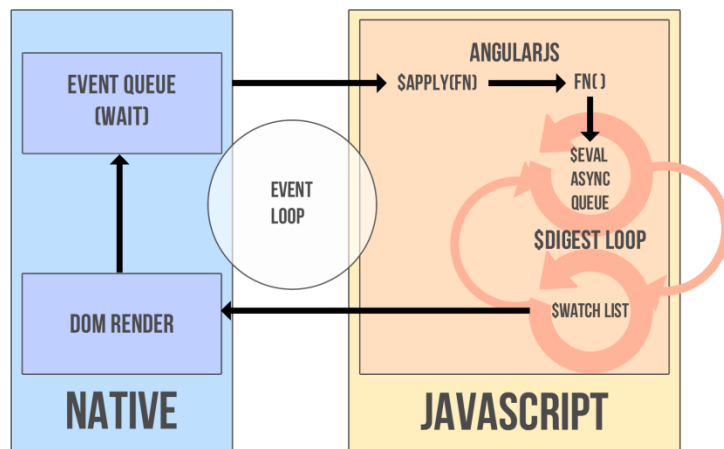 EVENT QUEUE
(WAIT)
DOM RENDER
NATIVE
EVENT
LOOP
ANGULARJS
$APPLY(FN)
FN( )
$EVAL
ASYNC
QUEUE
$DIGEST LOOP
$WATCH LIST
JAVASCRIPT